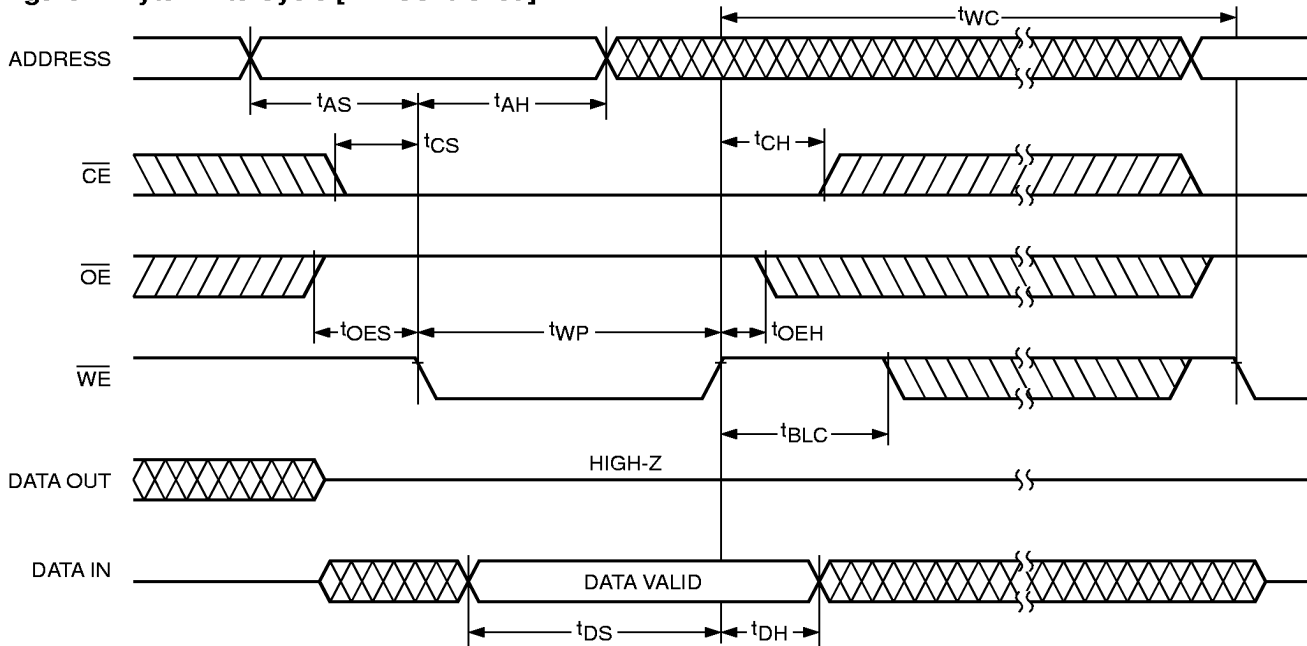 tWC
ADDRESS
tAS
tAH
tCS
tCH
CE
OE
tOES
tWP
tOEH
WE
tBLC
HIGH-Z
DATA OUT
DATA IN
DATA VALID
tDS
tDH